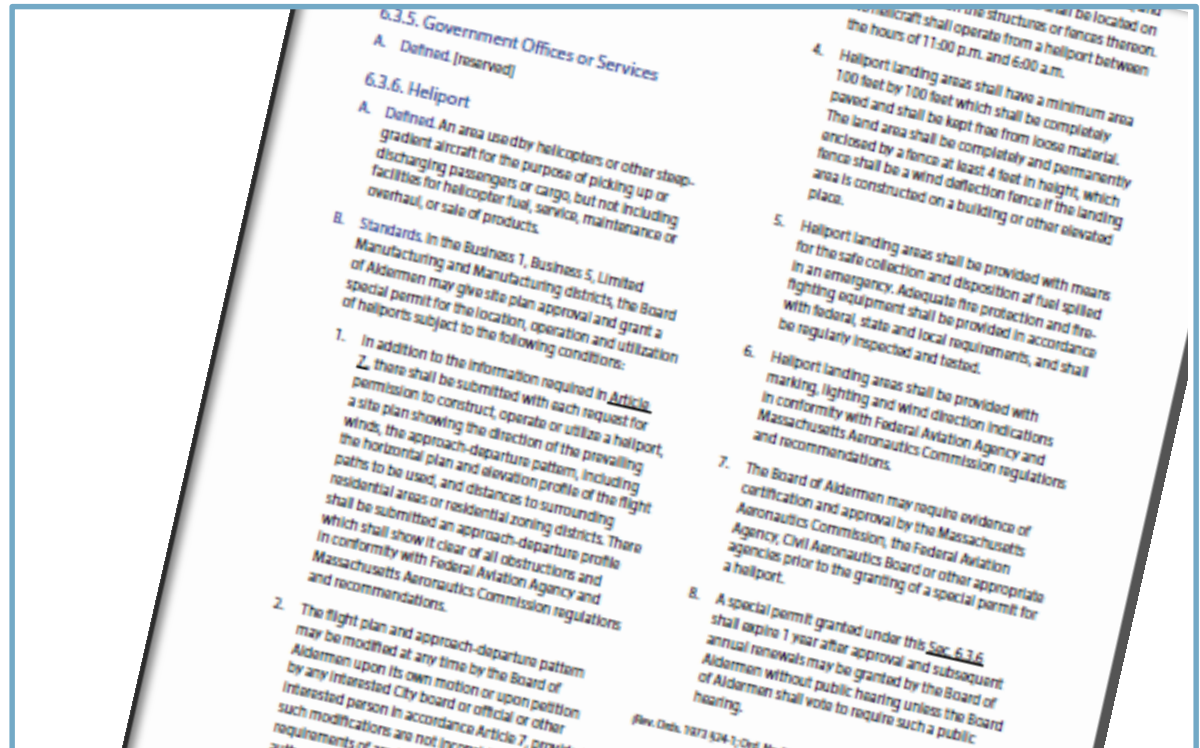 6.3.5. Government Offices or Services
A. Defined. [reserved]
6.3.6. Heliport
A. Defined. An area used by helicopters or other steep-
gradient aircraft for the purpose of picking up or
discharging passengers or cargo, but not including
facilities for helicopter fuel, service, maintenance or
overhaul, or sale of products.
B. Standards. In the Business 1, Business 5, Limited
Manufacturing and Manufacturing districts, the Board
of Aldermen may give site plan approval and grant a
special permit for the location, operation and utilization
of heliports subject to the following conditions:
1. In addition to the information required in Article
7, there shall be submitted with each request for
permission to construct, operate or utilize a heliport,
a site plan showing the direction of the prevailing
winds, the approach-departure pattern, including
the horizontal plan and elevation profile of the flight
paths to be used, and distances to surrounding
residential areas or residential zoning districts. There
shall be submitted an approach-departure profile
which shall show it clear of all obstructions and
in conformity with Federal Aviation Agency and
Massachusetts Aeronautics Commission regulations
and recommendations.
2. The flight plan and approach-departure pattern
may be modified at any time by the Board of
Aldermen upon its own motion or upon petition
by any interested City board or official or other
interested person in accordance Article 7,
such modifications are not
requirements of
shall be located on
the structures or fences thereon.
helicraft shall operate from a heliport between
the hours of 11:00 p.m. and 6:00 a.m.
4. Heliport landing areas shall have a minimum area
100 feet by 100 feet which shall be completely
paved and shall be kept free from loose material.
The land area shall be completely and permanently
enclosed by a fence at least 4 feet in height, which
fence shall be a wind deflection fence if the landing
area is constructed on a building or other elevated
place.
5. Heliport landing areas shall be provided with means
for the safe collection and disposition af fuel spilled
in an emergency. Adequate fire protection and fire-
fighting equipment shall be provided in accordance
with federal, state and local requirements, and shall
be regularly inspected and tested.
6. Heliport landing areas shall be provided with
marking, lighting and wind direction indications
in conformity with Federal Aviation Agency and
Massachusetts Aeronautics Commission regulations
and recommendations.
7. The Board of Aldermen may require evidence of
certification and approval by the Massachusetts
Aeronautics Commission, the Federal Aviation
Agency, Civil Aeronautics Board or other appropriate
agencies prior to the granting of a special permit for
a heliport.
8. A special permit granted under this Sec. 6.3.6
shall expire 1 year after approval and subsequent
annual renewals may be granted by the Board of
Aldermen without public hearing unless the Board
of Aldermen shall vote to require such a public
hearing.
(Rev. Ords. 1973 §24-1; Ord.